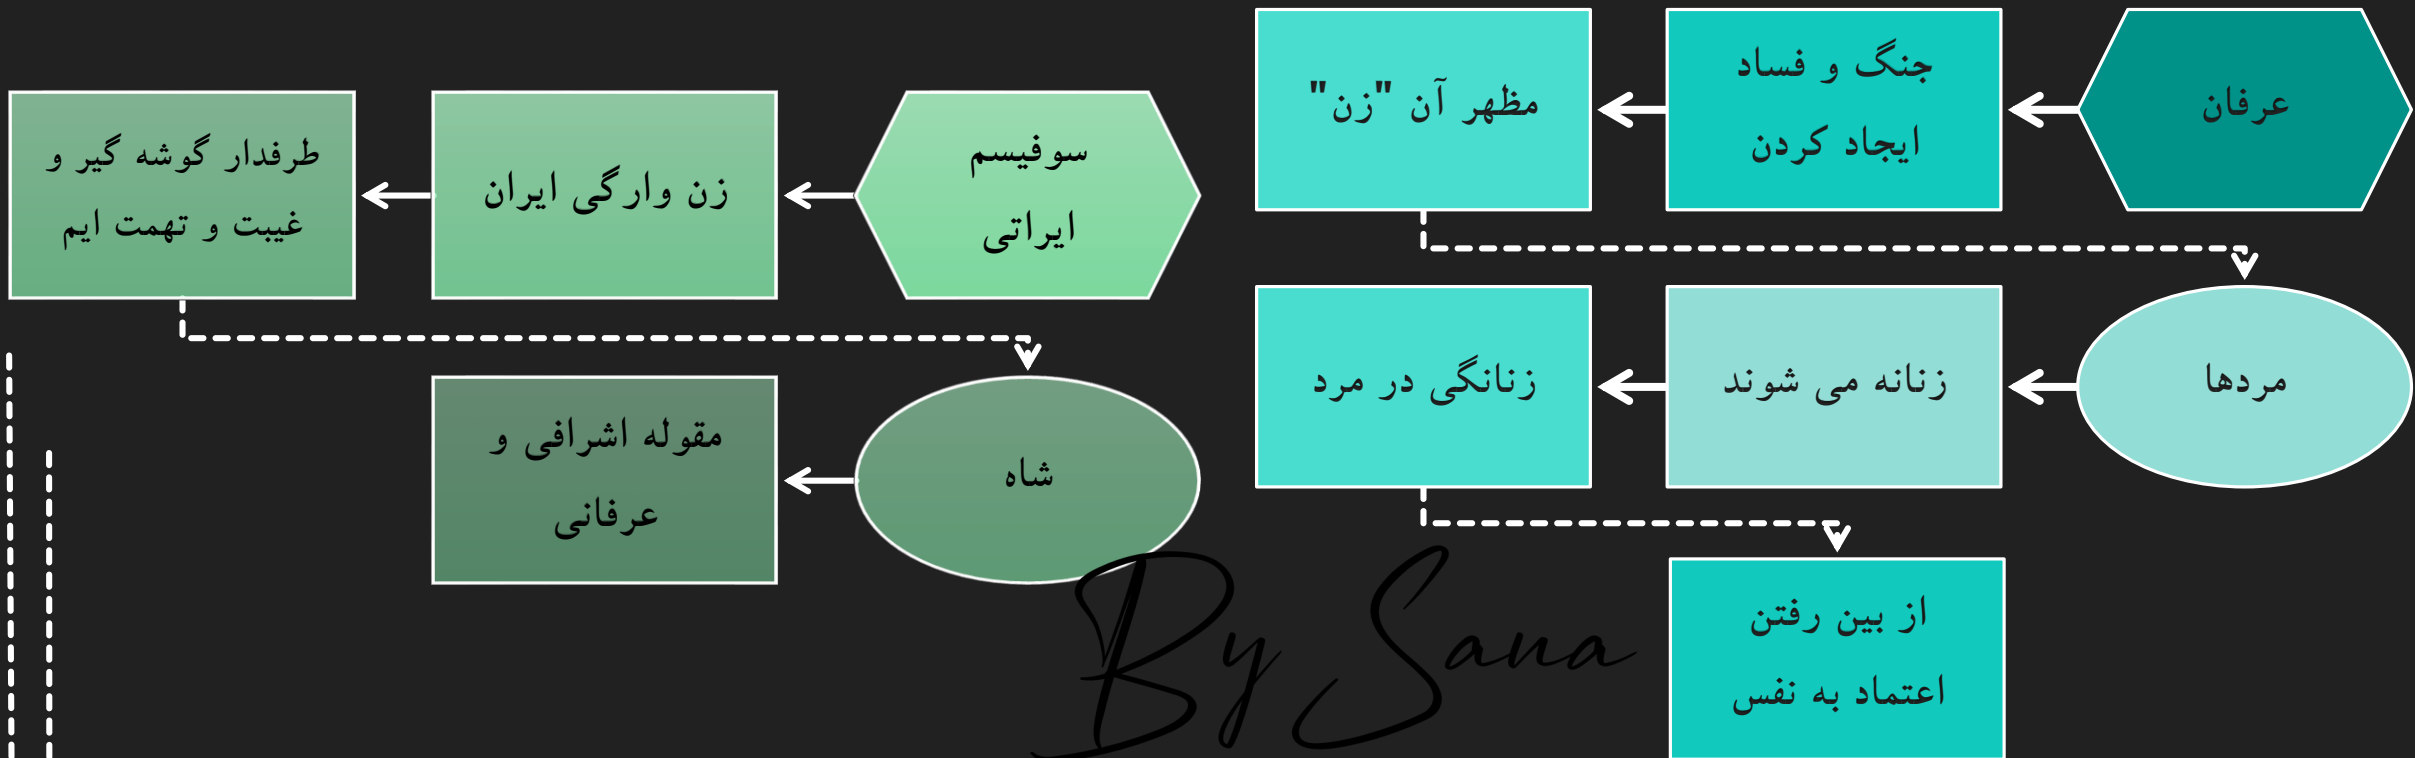 عرفان
جنگ و فساد
ایجاد کردن
مظهر آن "زن"
مردها
زنانه می شوند
زنانگی در مرد
از بین رفتن
اعتماد به نفس
سوفیسم
ایراتی
زن وارگی ایران
طرفدار گوشه گیر و
غیبت و تهمت ایم
شاه
مقوله اشرافی و
عرفانی
By Sana